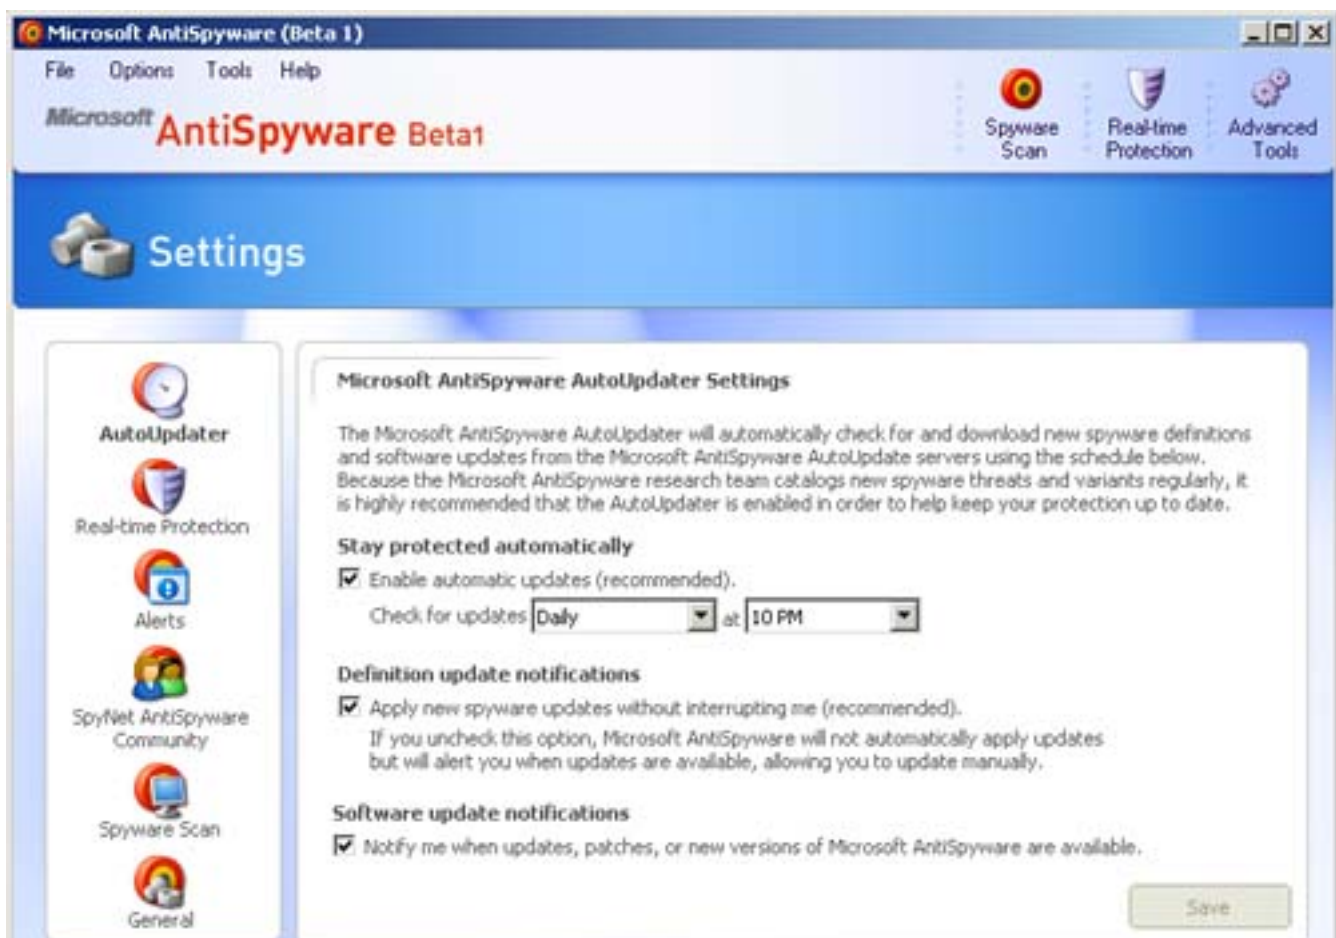 Microsoft AntiSpyware (Beta 1)
File Options Tools Help
Microsoft AntiSpyware Beta1
Spyware Scan
Real-time Protection
Advanced Tools
Settings
AutoUpdater
Real-time Protection
Alerts
SpyNet AntiSpyware
Community
Spyware Scan
General
Microsoft AntiSpyware AutoUpdater Settings
The Microsoft AntiSpyware AutoUpdater will automatically check for and download new spyware definitions
and software updates from the Microsoft AntiSpyware AutoUpdate servers using the schedule below.
Because the Microsoft AntiSpyware research team catalogs new spyware threats and variants regularly, it
is highly recommended that the AutoUpdater is enabled in order to help keep your protection up to date.
Stay protected automatically
Enable automatic updates (recommended).
Check for updates Daily at 10 PM
Definition update notifications
Apply new spyware updates without interrupting me (recommended).
If you uncheck this option, Microsoft AntiSpyware will not automatically apply updates
but will alert you when updates are available, allowing you to update manually.
Software update notifications
Notify me when updates, patches, or new versions of Microsoft AntiSpyware are available.
Save